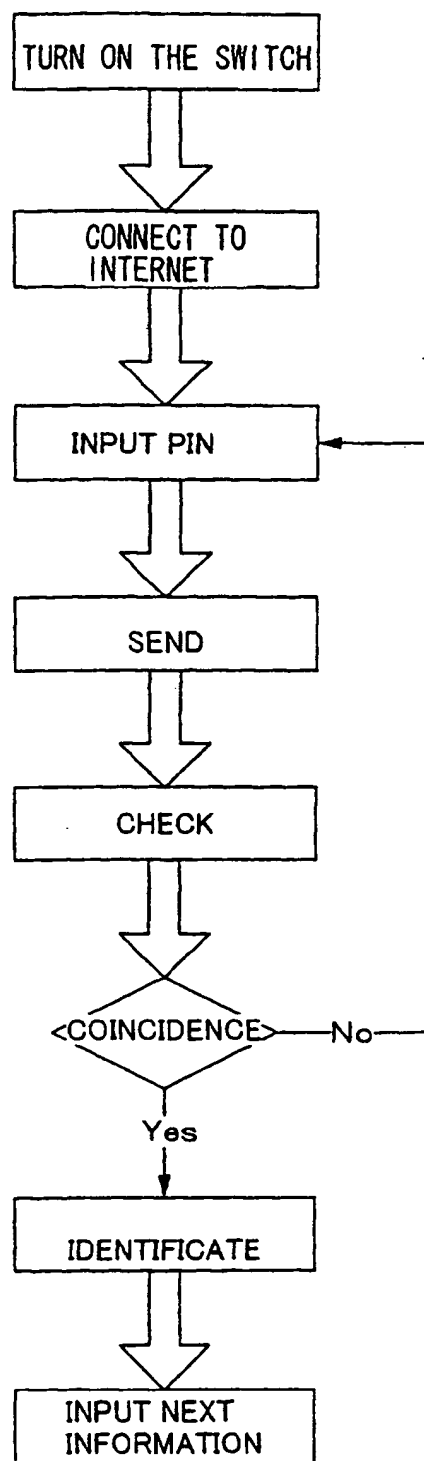 TURN ON THE SWITCH
CONNECT TO
INTERNET
INPUT PIN
SEND
CHECK
<COINCIDENCE>
No
Yes
IDENTIFICATE
INPUT NEXT
INFORMATION